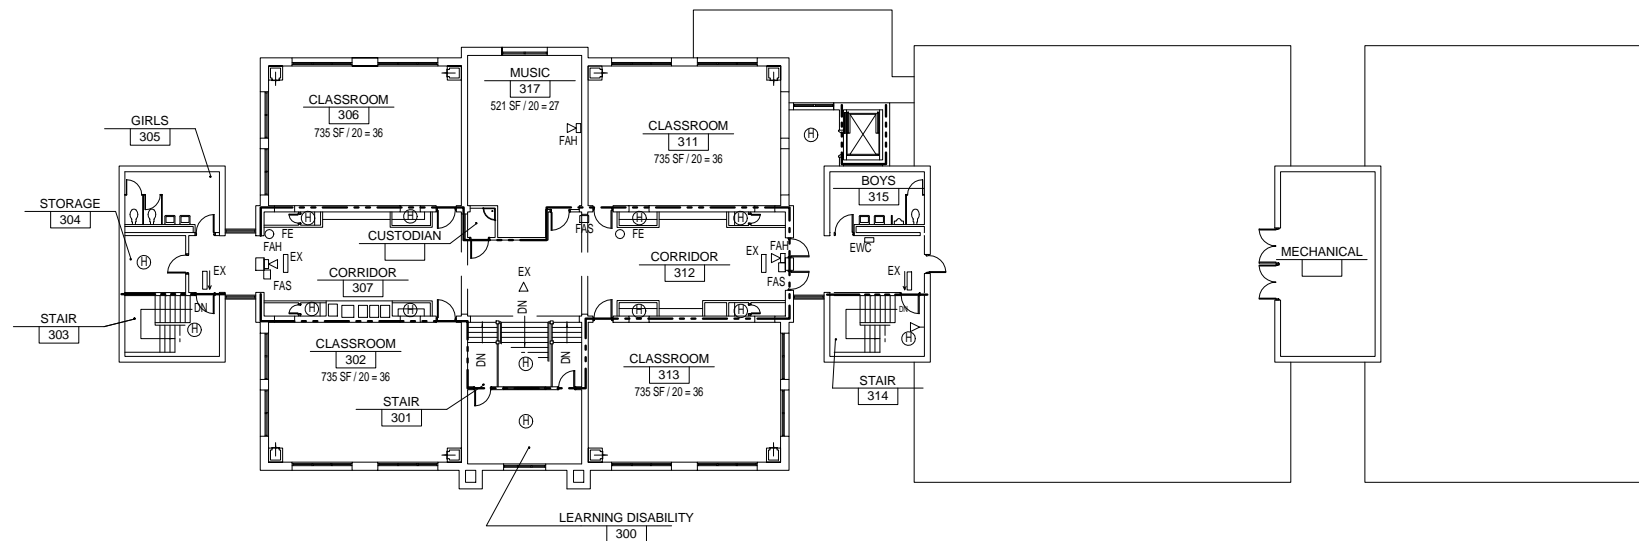 MUSIC
317
521 SF / 20 = 27
CLASSROOM
306
735 SF / 20 = 36
GIRLS
305
CLASSROOM
311
735 SF / 20 = 36
FAH
H
BOYS
315
STORAGE
304
H
H
H
H
FE
CUSTODIAN
FAS
FE
FAH
EX
EX
FAH
EWC
H
EX
CORRIDOR
307
EX
CORRIDOR
312
MECHANICAL
FAS
FAS
EX
DN
DN
DN
STAIR
303
H
H
H
H
H
H
CLASSROOM
302
735 SF / 20 = 36
DN
H
DN
CLASSROOM
313
735 SF / 20 = 36
STAIR
301
STAIR
314
H
LEARNING DISABILITY
300